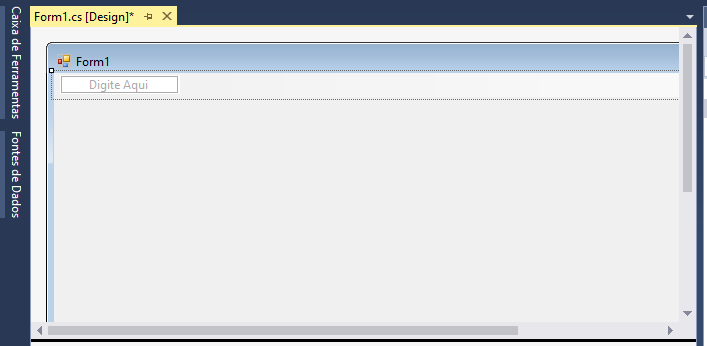 Form1.cs [Design]*
Caixa de Ferramentas
Fontes de Dados
Form1
Digite Aqui